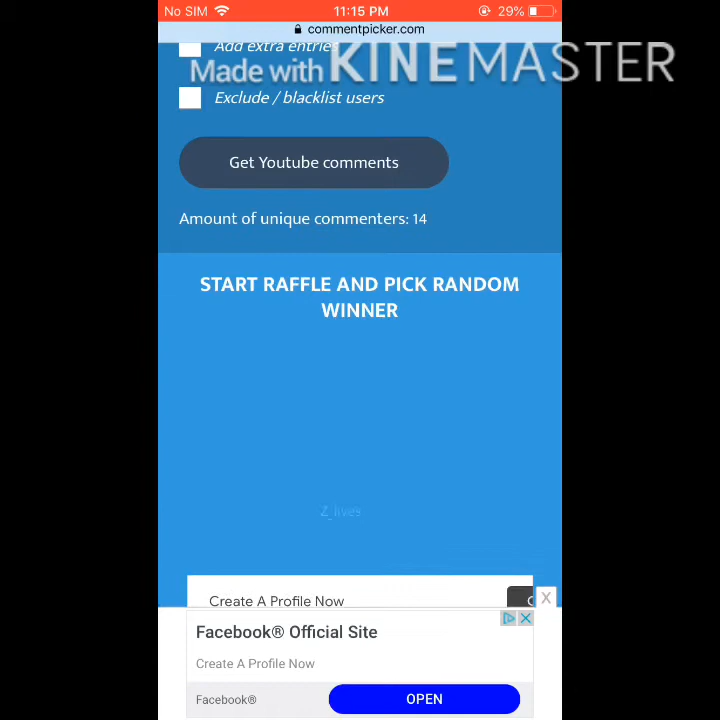 No SIM 11:15 PM 29%
commentpicker.com
Add extra entries
Made with KINEMASTER
Exclude / blacklist users
Get Youtube comments
Amount of unique commenters: 14
START RAFFLE AND PICK RANDOM
WINNER
Z_live9
Create A Profile Now
X
Facebook® Official Site
Create A Profile Now
Facebook® OPEN